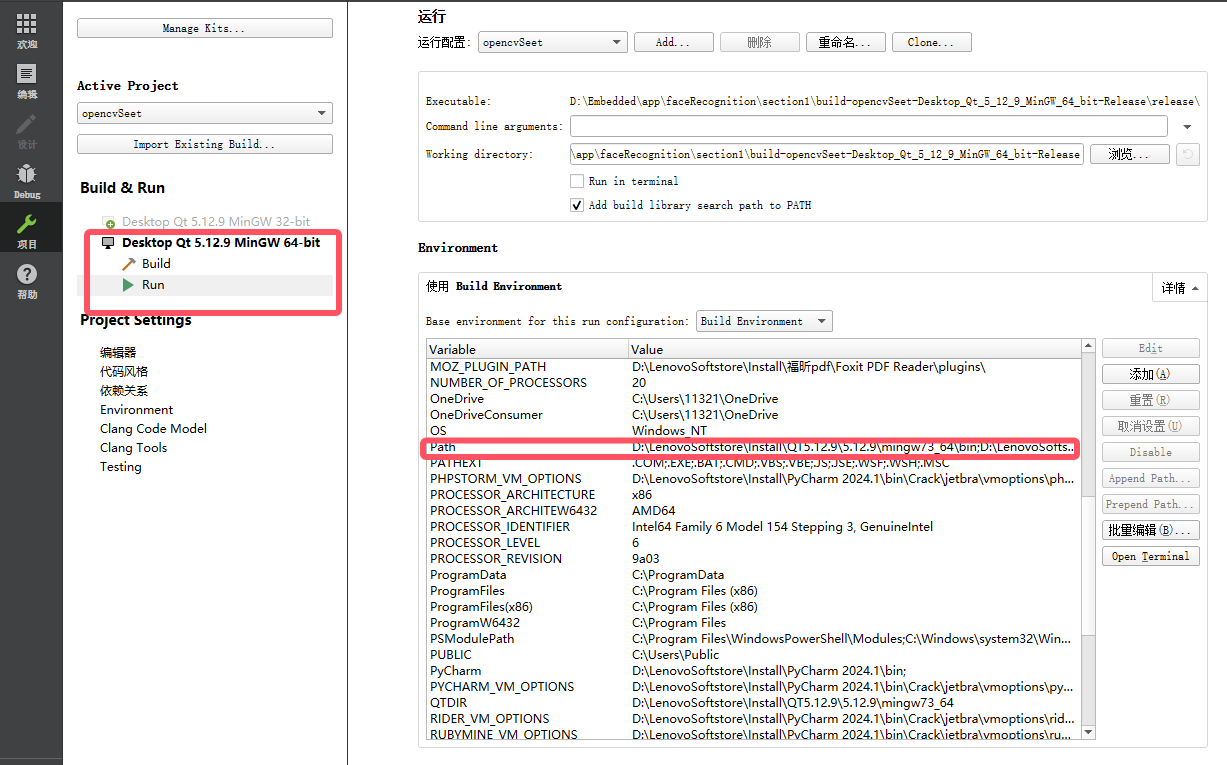 欢迎
编辑
设计
Debug
项目
帮助
Manage Kits...
Active Project
opencvSeet
Import Existing Build...
Build & Run
Desktop Qt 5.12.9 MinGW 32-bit
Desktop Qt 5.12.9 MinGW 64-bit
Build
Run
Project Settings
编辑器
代码风格
依赖关系
Environment
Clang Code Model
Clang Tools
Testing
运行
运行配置: opencvSeet Add... 删除 重命名... Clone...
Executable: D:\Embedded\app\faceRecognition\section1\build-opencvSeet-Desktop_Qt_5_12_9_MinGW_64_bit-Release\release\
Command line arguments:
Working directory: \app\faceRecognition\section1\build-opencvSeet-Desktop_Qt_5_12_9_MinGW_64_bit-Release 浏览...
Run in terminal
Add build library search path to PATH
Environment
使用 Build Environment 详情
Base environment for this run configuration: Build Environment
Variable Value
MOZ_PLUGIN_PATH D:\LenovoSoftstore\Install\福昕pdf\Foxit PDF Reader\plugins\
NUMBER_OF_PROCESSORS 20
OneDrive C:\Users\11321\OneDrive
OneDriveConsumer C:\Users\11321\OneDrive
OS Windows_NT
Path D:\LenovoSoftstore\Install\QT5.12.9\5.12.9\mingw73_64\bin;D:\LenovoSofts...
PATHEXT .COM;.EXE;.BAT;.CMD;.VBS;.VBE;.JS;.JSE;.WSF;.WSH;.MSC
PHPSTORM_VM_OPTIONS D:\LenovoSoftstore\Install\PyCharm 2024.1\bin\Crack\jetbra\vmoptions\ph...
PROCESSOR_ARCHITECTURE x86
PROCESSOR_ARCHITEW6432 AMD64
PROCESSOR_IDENTIFIER Intel64 Family 6 Model 154 Stepping 3, GenuineIntel
PROCESSOR_LEVEL 6
PROCESSOR_REVISION 9a03
ProgramData C:\ProgramData
ProgramFiles C:\Program Files (x86)
ProgramFiles(x86) C:\Program Files (x86)
ProgramW6432 C:\Program Files
PSModulePath C:\Program Files\WindowsPowerShell\Modules;C:\Windows\system32\Win...
PUBLIC C:\Users\Public
PyCharm D:\LenovoSoftstore\Install\PyCharm 2024.1\bin;
PYCHARM_VM_OPTIONS D:\LenovoSoftstore\Install\PyCharm 2024.1\bin\Crack\jetbra\vmoptions\py...
QTDIR D:\LenovoSoftstore\Install\QT5.12.9\5.12.9\mingw73_64
RIDER_VM_OPTIONS D:\LenovoSoftstore\Install\PyCharm 2024.1\bin\Crack\jetbra\vmoptions\rid...
RUBYMINE_VM_OPTIONS D:\LenovoSoftstore\Install\PyCharm 2024.1\bin\Crack\jetbra\vmoptions\ru...
Edit
添加(A)
重置(R)
取消设置(U)
Disable
Append Path...
Prepend Path...
批量编辑(B)...
Open Terminal